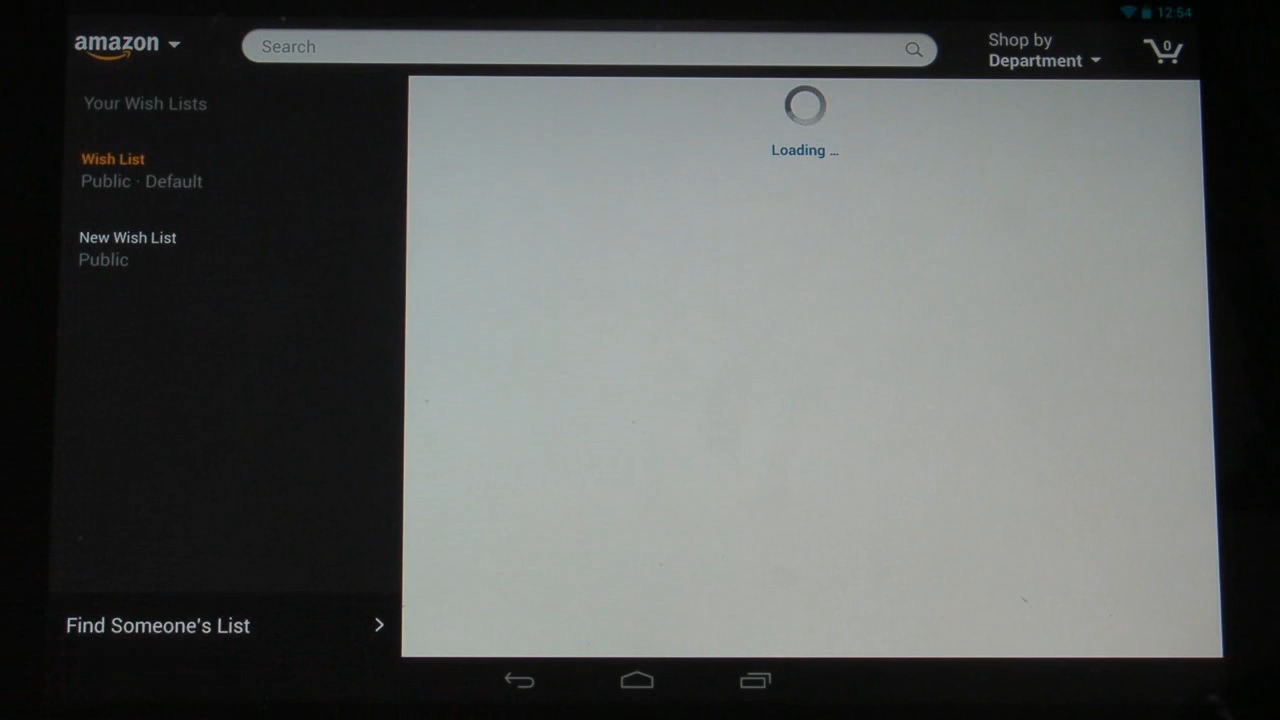 12:54
amazon
Search
Shop by
Department
0
Your Wish Lists
Wish List
Public · Default
New Wish List
Public
Loading ...
Find Someone's List